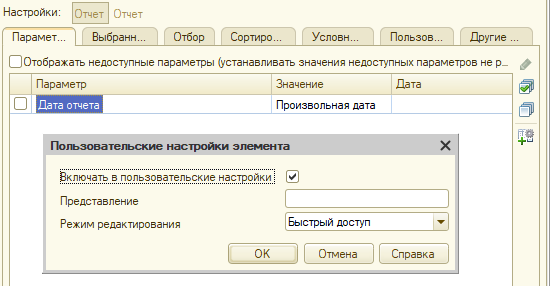 Настройки: Отчет Отчет
Парамет... Выбранн... Отбор Сортиро... Условн... Пользов... Другие ...
Отображать недоступные параметры (устанавливать значения недоступных параметров не р...
Параметр Значение Дата
Дата отчета Произвольная дата
Пользовательские настройки элемента
Включать в пользовательские настройки
Представление
Режим редактирования Быстрый доступ
OK Отмена Справка